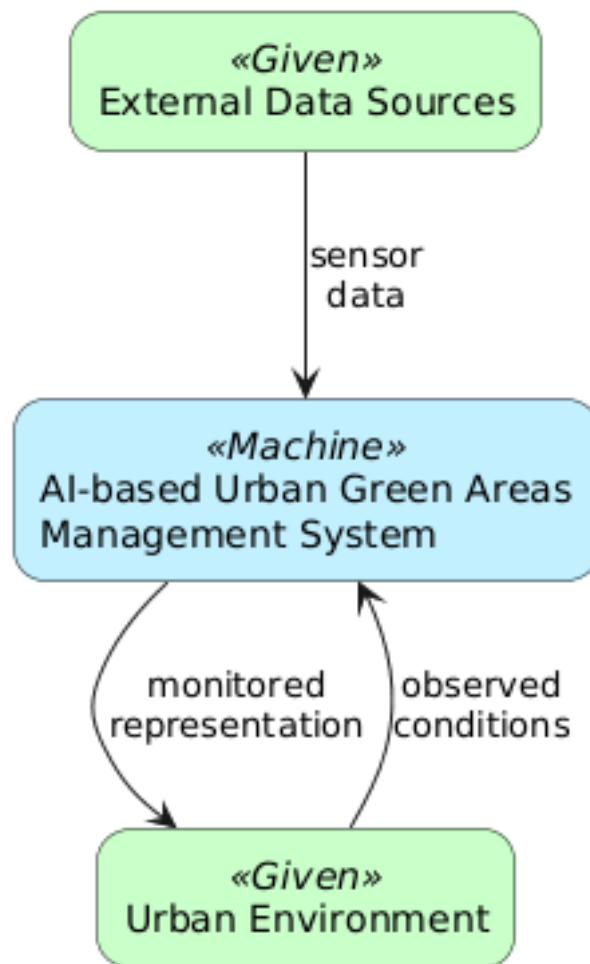 «Given»
External Data Sources
sensor
data
«Machine»
AI-based Urban Green Areas
Management System
monitored
representation
observed
conditions
«Given»
Urban Environment